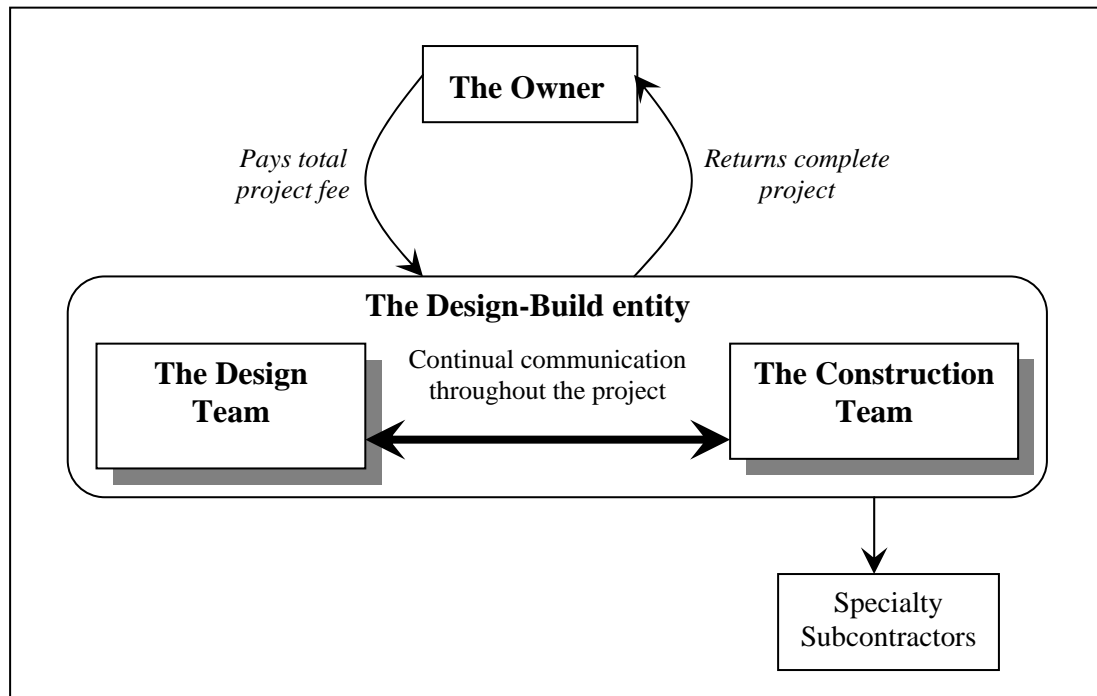 The Owner
Pays total
project fee
Returns complete
project
The Design-Build entity
The Design
Team
Continual communication
throughout the project
The Construction
Team
Specialty
Subcontractors